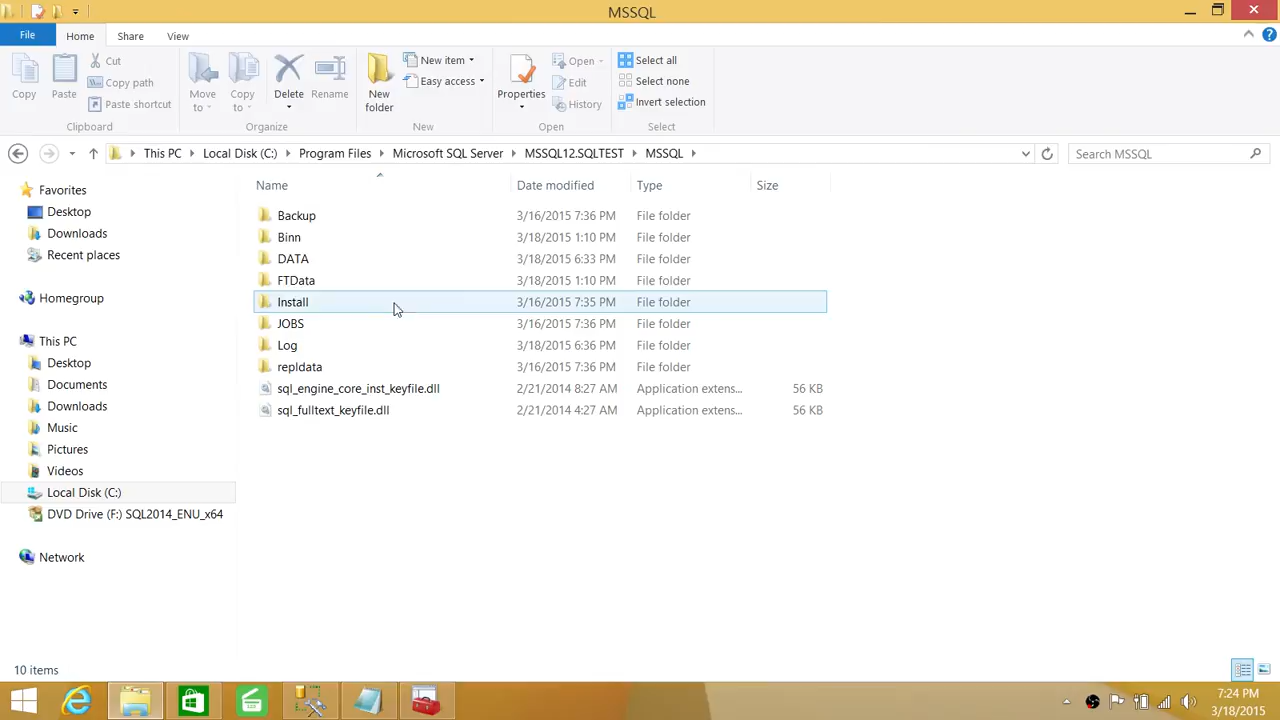 MSSQL
File Home Share View
Copy
Paste
Cut
Copy path
Paste shortcut
Clipboard
Move to
Copy to
Delete
Rename
Organize
New folder
New item
Easy access
New
Properties
Open
Edit
History
Open
Select all
Select none
Invert selection
Select
This PC Local Disk (C:) Program Files Microsoft SQL Server MSSQL12.SQLTEST MSSQL
Search MSSQL
Favorites
Desktop
Downloads
Recent places
Homegroup
This PC
Desktop
Documents
Downloads
Music
Pictures
Videos
Local Disk (C:)
DVD Drive (F:) SQL2014_ENU_x64
Network
Name Date modified Type Size
Backup 3/16/2015 7:36 PM File folder
Binn 3/18/2015 1:10 PM File folder
DATA 3/18/2015 6:33 PM File folder
FTData 3/18/2015 1:10 PM File folder
Install 3/16/2015 7:35 PM File folder
JOBS 3/16/2015 7:36 PM File folder
Log 3/18/2015 6:36 PM File folder
repldata 3/16/2015 7:36 PM File folder
sql_engine_core_inst_keyfile.dll 2/21/2014 8:27 AM Application extens... 56 KB
sql_fulltext_keyfile.dll 2/21/2014 4:27 AM Application extens... 56 KB
10 items
7:24 PM
3/18/2015